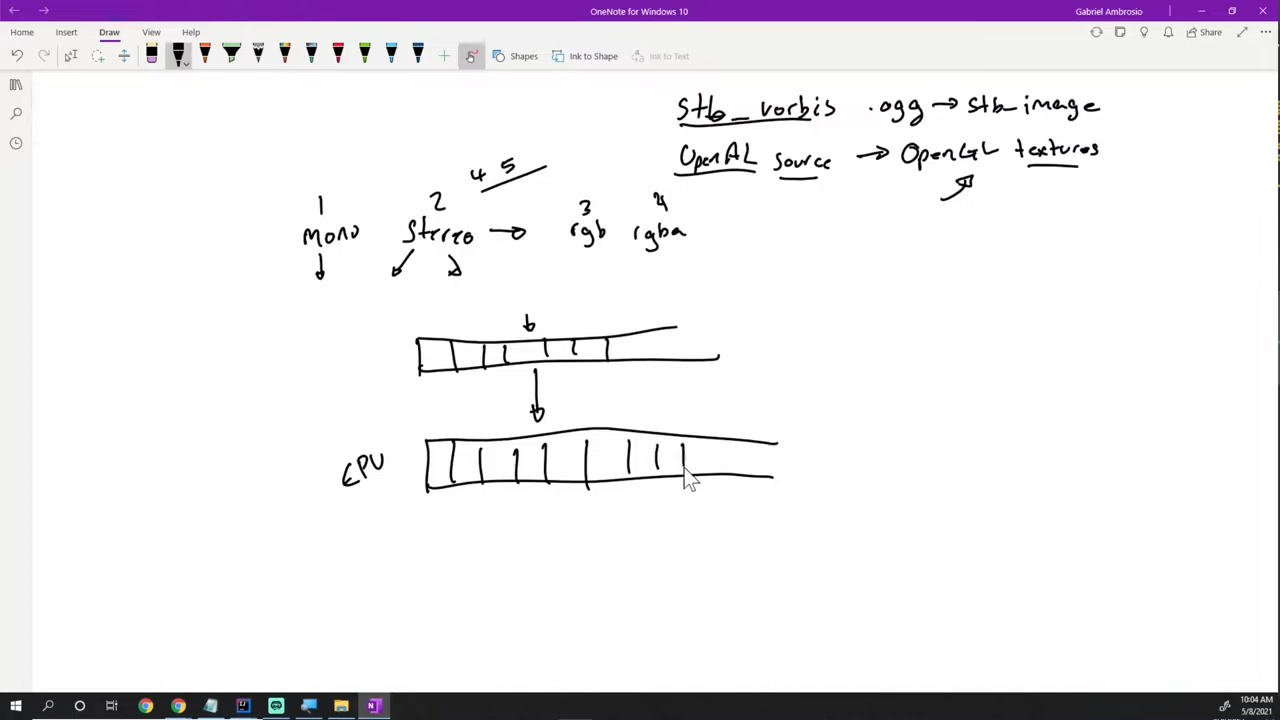 OneNote for Windows 10
Gabriel Ambrosio
Home Insert Draw View Help
Share
Shapes
Ink to Shape
Ink to Text
stb_vorbis .ogg → stb_image
OpenAL source → OpenGL textures
4 5
1 2 3 4
Mono Stereo → rgb rgba
CPU
10:04 AM
5/8/2021